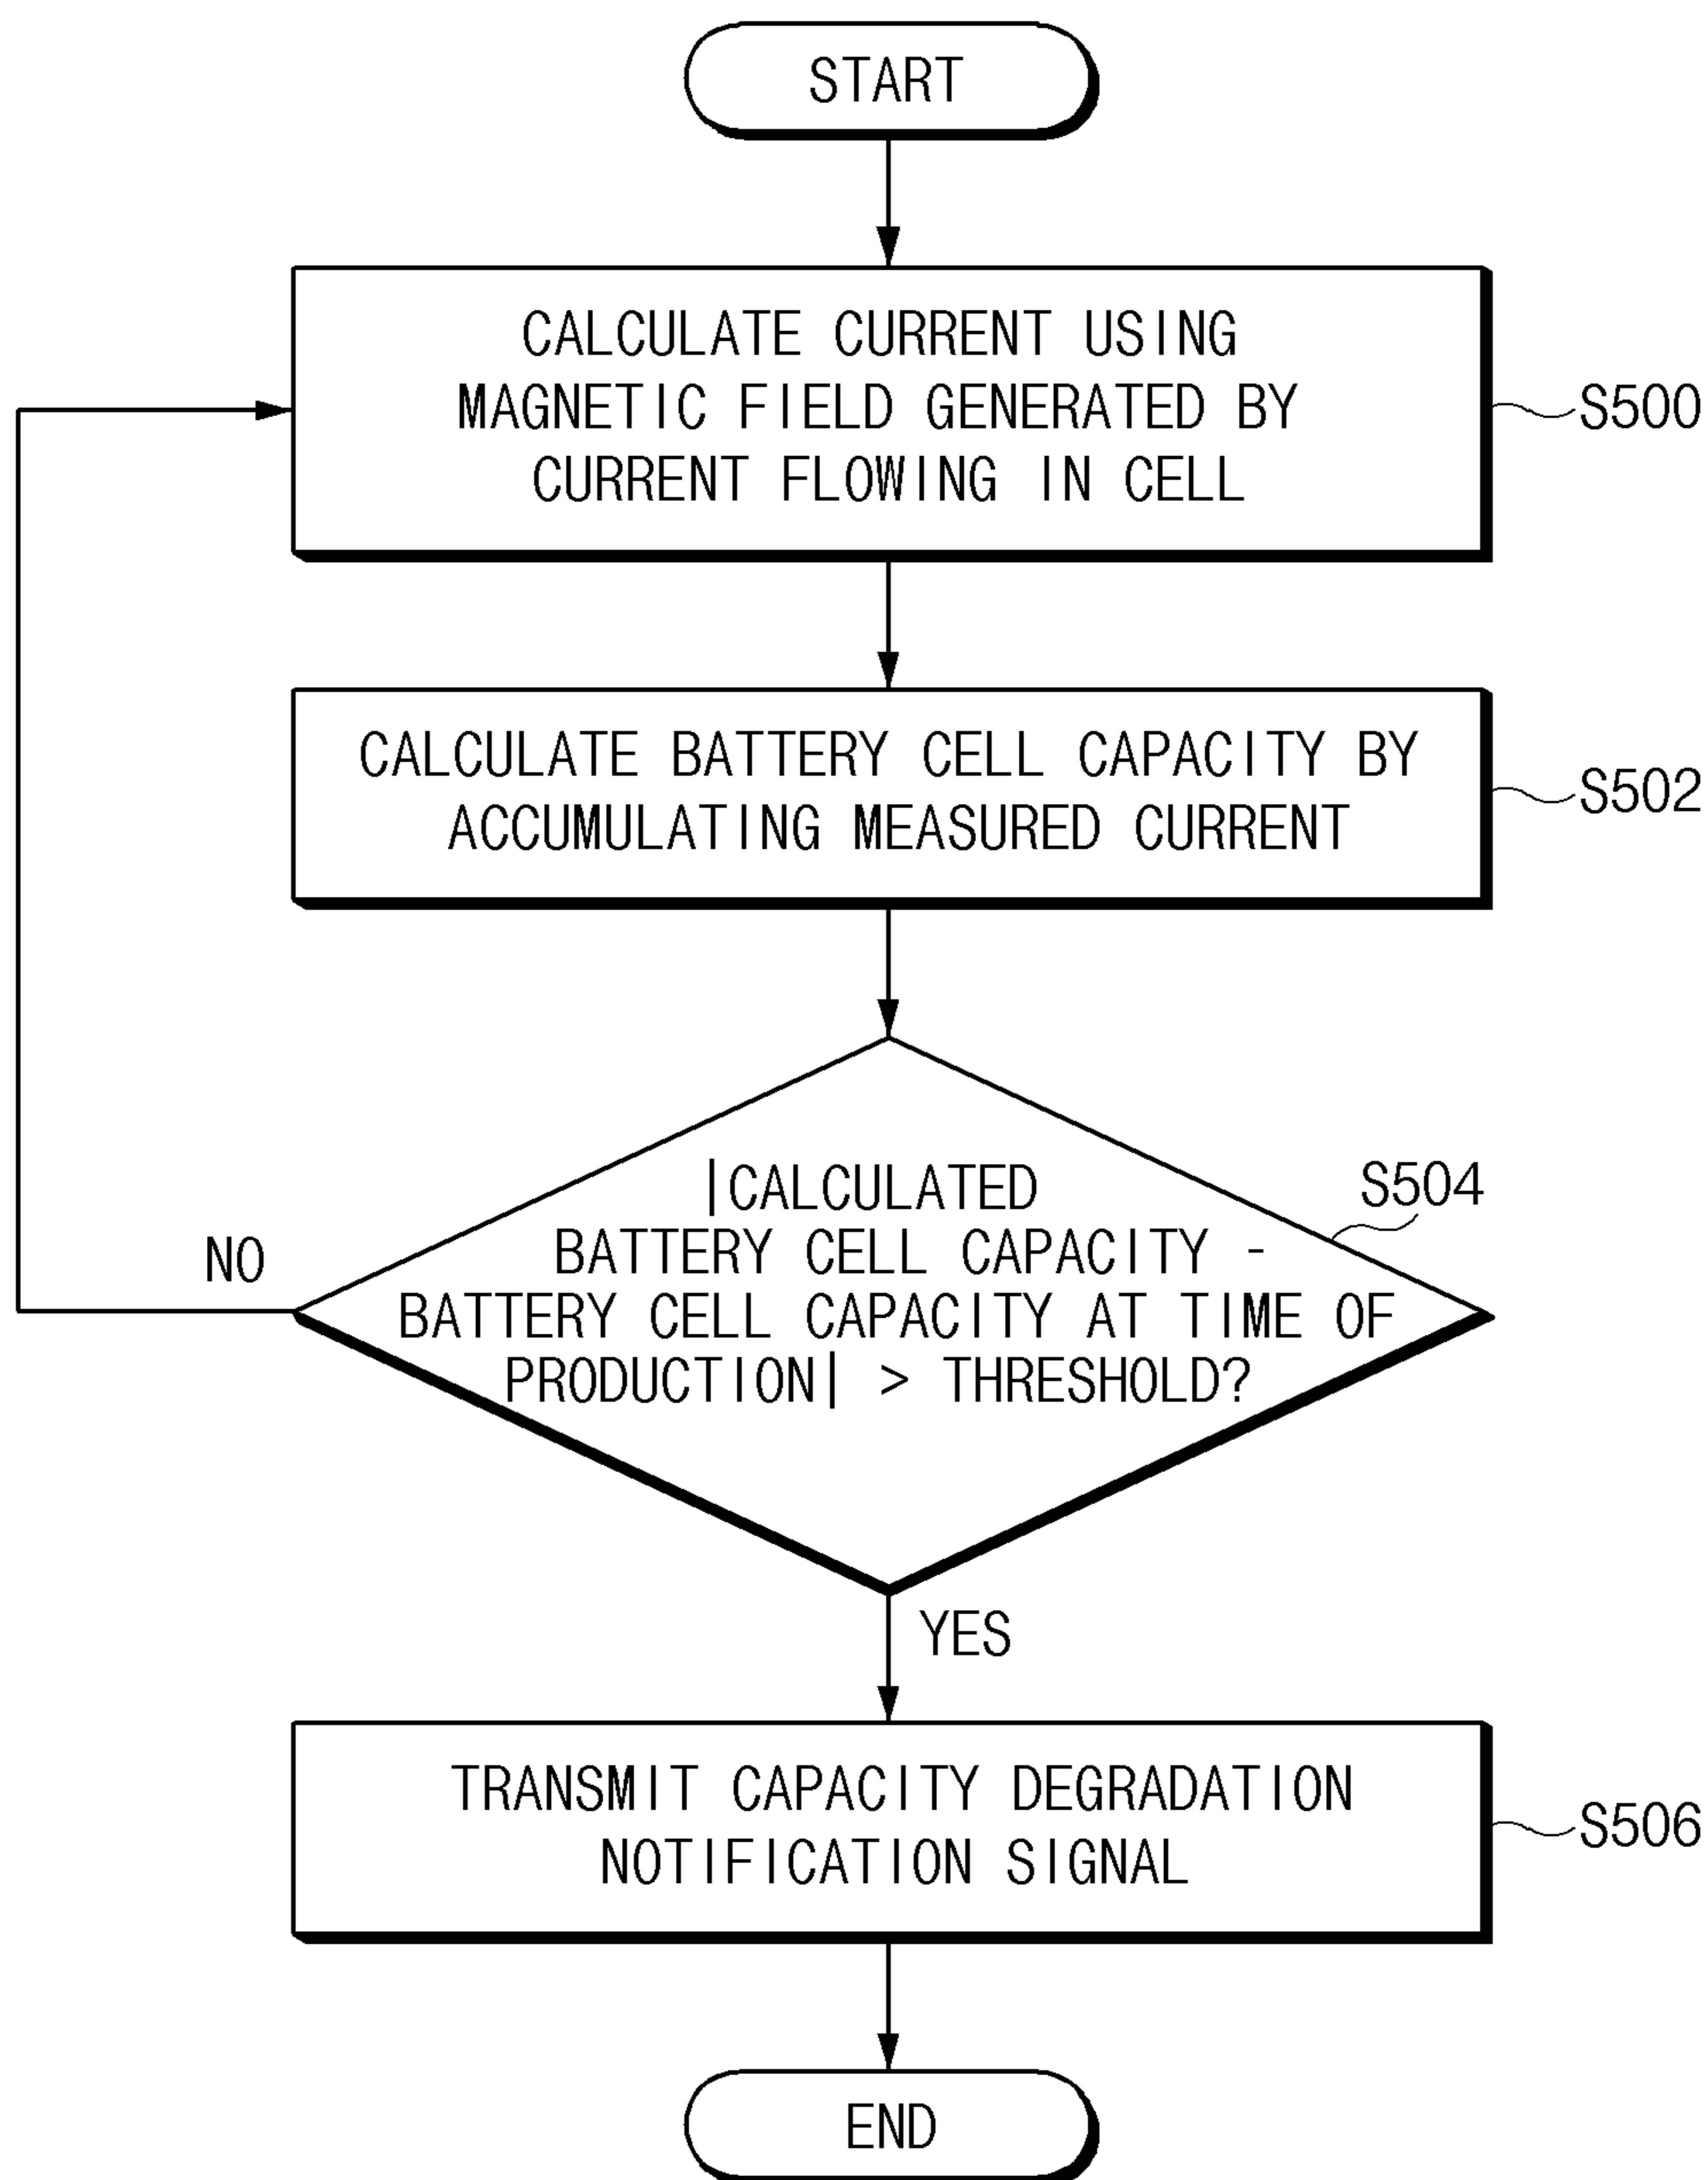 START
CALCULATE CURRENT USING
MAGNETIC FIELD GENERATED BY
CURRENT FLOWING IN CELL
S500
CALCULATE BATTERY CELL CAPACITY BY
ACCUMULATING MEASURED CURRENT
S502
|CALCULATED
BATTERY CELL CAPACITY -
BATTERY CELL CAPACITY AT TIME OF
PRODUCTION| > THRESHOLD?
S504
NO
YES
TRANSMIT CAPACITY DEGRADATION
NOTIFICATION SIGNAL
S506
END